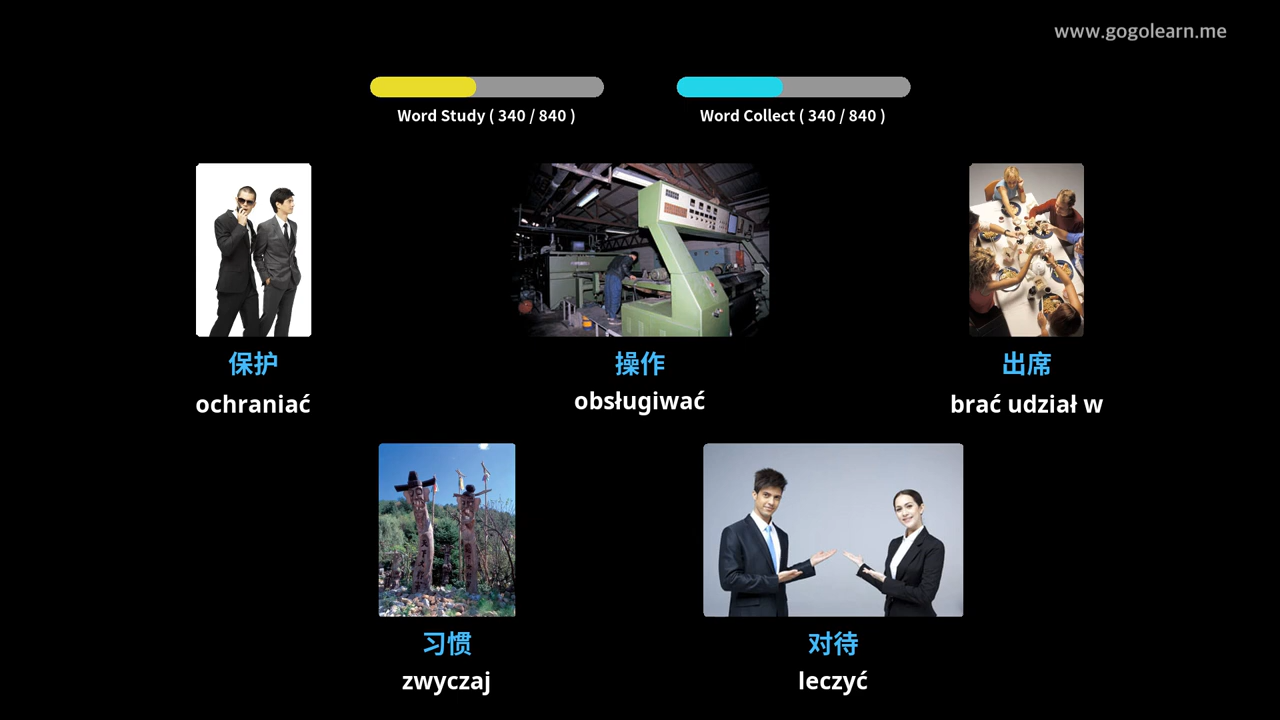 www.gogolearn.me
Word Study ( 340 / 840 )
Word Collect ( 340 / 840 )
保护
ochraniać
操作
obsługiwać
出席
brać udział w
习惯
zwyczaj
对待
leczyć